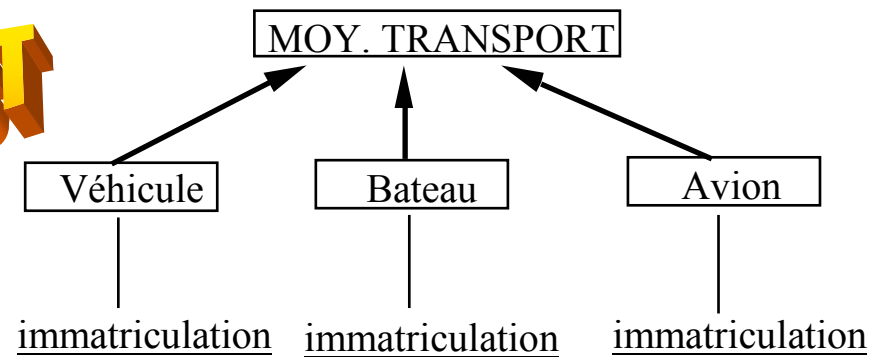 T
MOY. TRANSPORT
Véhicule Bateau Avion
immatriculation immatriculation immatriculation